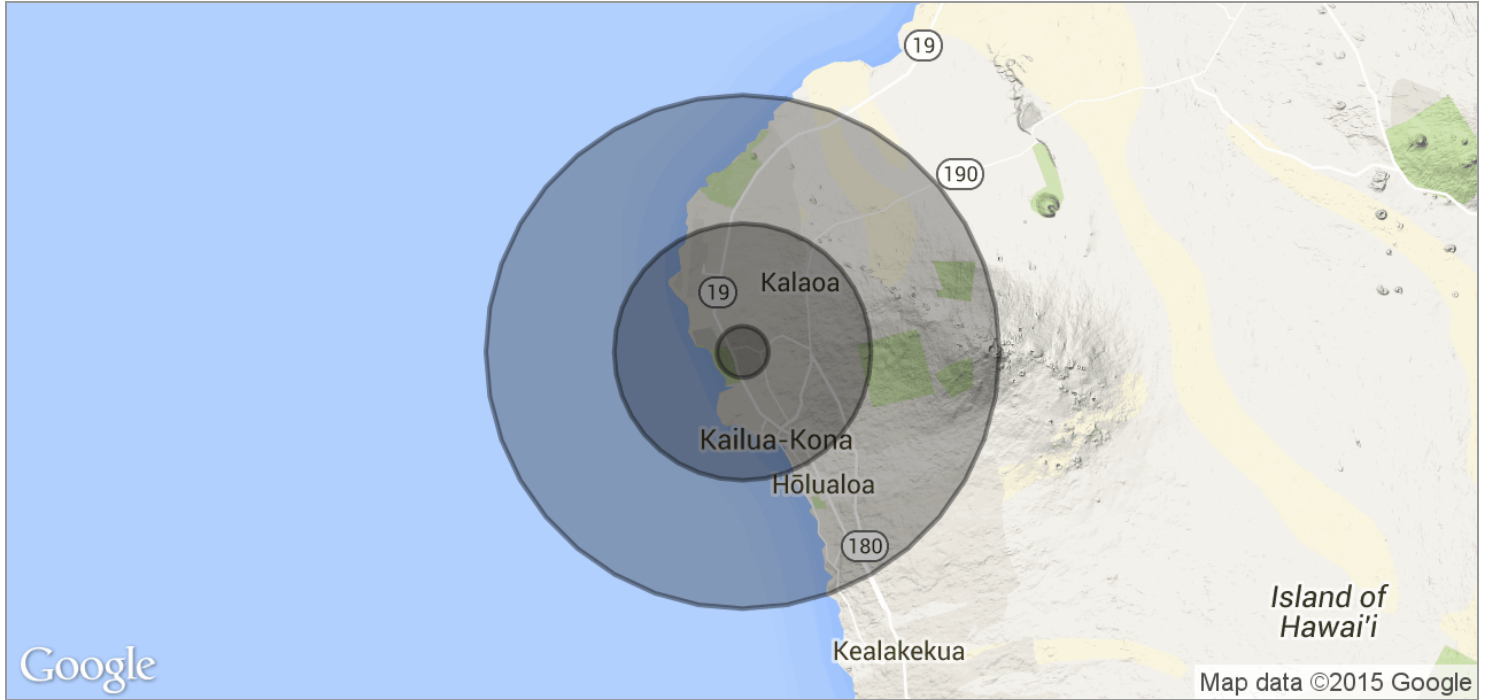 19
190
Kalaoa
19
Kailua-Kona
Hōlualoa
180
Island of
Hawai'i
Kealakekua
Google
Map data ©2015 Google